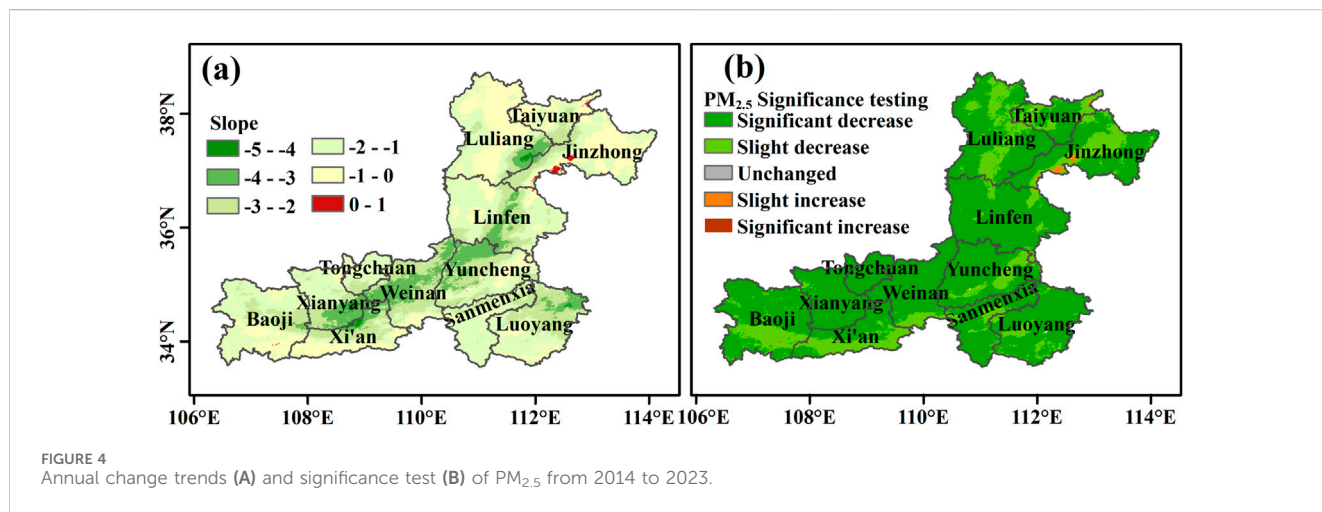 (a)
Slope
-5 - -4
-4 - -3
-3 - -2
-2 - -1
-1 - 0
0 - 1
Taiyuan
Luliang
Jinzhong
Linfen
Tongchuan
Yuncheng
Xianyang
Weinan
Sanmenxia
Baoji
Luoyang
Xi'an
38°N
36°N
34°N
106°E 108°E 110°E 112°E 114°E
(b)
PM2.5 Significance testing
Significant decrease
Slight decrease
Unchanged
Slight increase
Significant increase
Taiyuan
Luliang
Jinzhong
Linfen
Tongchuan
Yuncheng
Xianyang
Weinan
Sanmenxia
Baoji
Luoyang
Xi'an
106°E 108°E 110°E 112°E 114°E
FIGURE 4
Annual change trends (A) and significance test (B) of PM2.5 from 2014 to 2023.